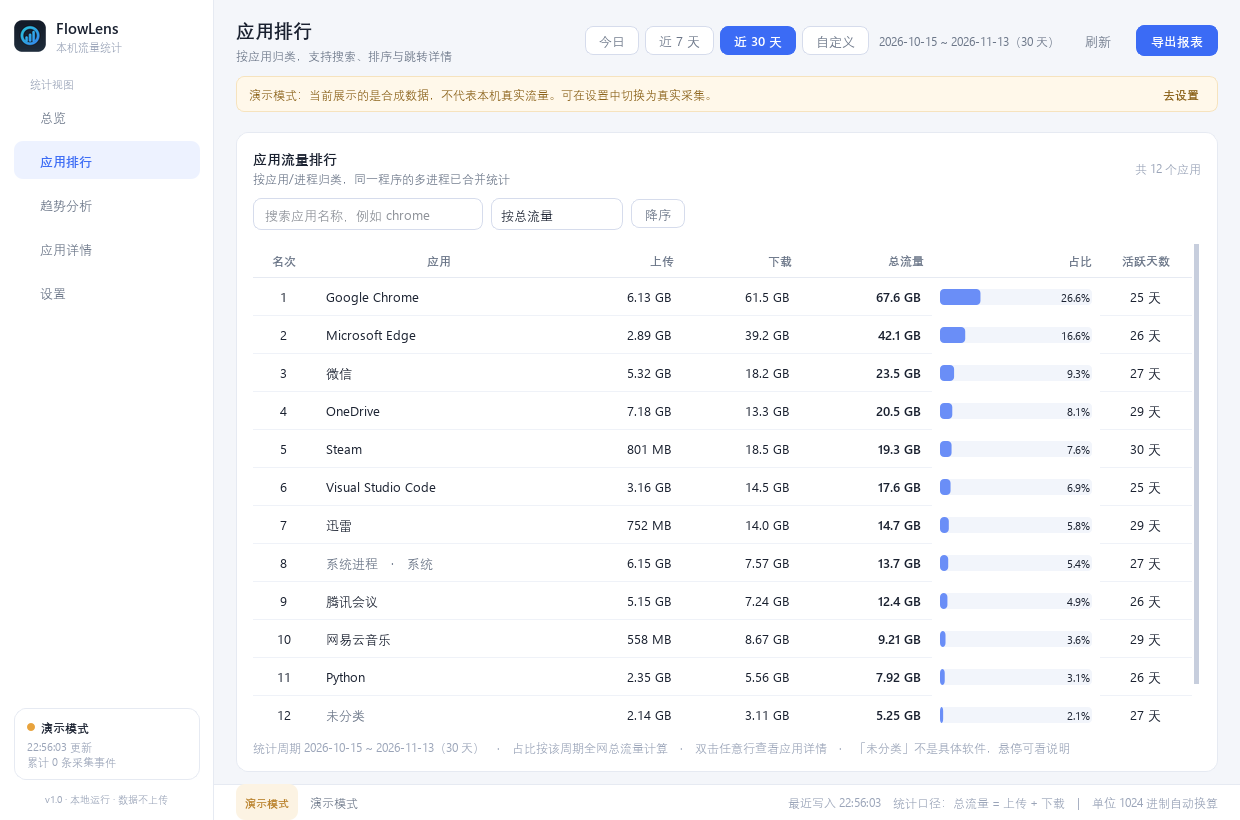 FlowLens
本机流量统计
统计视图
总览
应用排行
趋势分析
应用详情
设置
演示模式
22:56:03 更新
累计 0 条采集事件
v1.0 · 本地运行 · 数据不上传
应用排行
按应用归类，支持搜索、排序与跳转详情
今日 近 7 天 近 30 天 自定义 2026-10-15 ~ 2026-11-13（30 天） 刷新 导出报表
演示模式：当前展示的是合成数据，不代表本机真实流量。可在设置中切换为真实采集。 去设置
应用流量排行
按应用/进程归类，同一程序的多进程已合并统计
共 12 个应用
搜索应用名称，例如 chrome 按总流量 降序
名次 应用 上传 下载 总流量 占比 活跃天数
1 Google Chrome 6.13 GB 61.5 GB 67.6 GB 26.6% 25 天
2 Microsoft Edge 2.89 GB 39.2 GB 42.1 GB 16.6% 26 天
3 微信 5.32 GB 18.2 GB 23.5 GB 9.3% 27 天
4 OneDrive 7.18 GB 13.3 GB 20.5 GB 8.1% 29 天
5 Steam 801 MB 18.5 GB 19.3 GB 7.6% 30 天
6 Visual Studio Code 3.16 GB 14.5 GB 17.6 GB 6.9% 25 天
7 迅雷 752 MB 14.0 GB 14.7 GB 5.8% 29 天
8 系统进程 · 系统 6.15 GB 7.57 GB 13.7 GB 5.4% 27 天
9 腾讯会议 5.15 GB 7.24 GB 12.4 GB 4.9% 26 天
10 网易云音乐 558 MB 8.67 GB 9.21 GB 3.6% 29 天
11 Python 2.35 GB 5.56 GB 7.92 GB 3.1% 26 天
12 未分类 2.14 GB 3.11 GB 5.25 GB 2.1% 27 天
统计周期 2026-10-15 ~ 2026-11-13（30 天） · 占比按该周期全网总流量计算 · 双击任意行查看应用详情 · 「未分类」不是具体软件，悬停可看说明
演示模式 演示模式 最近写入 22:56:03 统计口径：总流量 = 上传 + 下载 | 单位 1024 进制自动换算